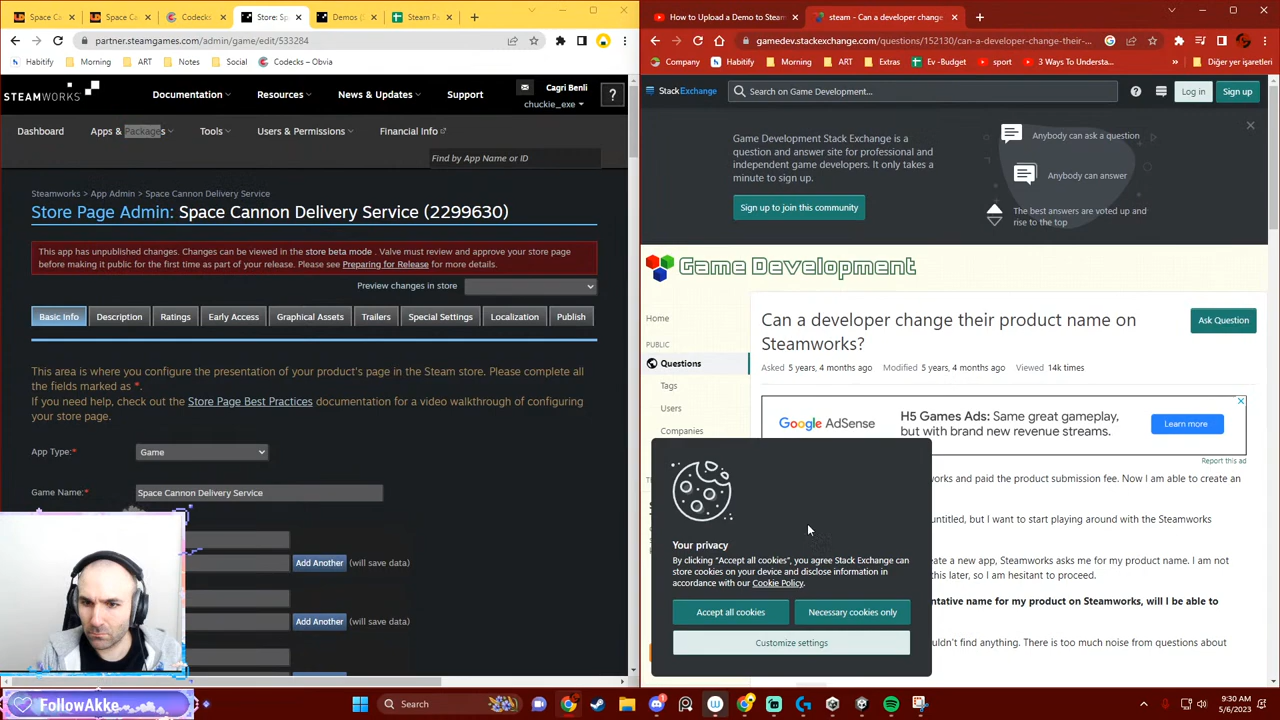 Space C
Space Ca
Codecks
Store: Sp
Demos (
Steam Pa
partner.steamgames.com/admin/game/edit/533284
Habitify
Morning
ART
Notes
Social
Codecks – Obvia
STEAMWORKS
Documentation
Resources
News & Updates
Support
Cagri Benli
chuckie_exe
?
Dashboard
Apps & Packages
Tools
Users & Permissions
Financial Info
Find by App Name or ID
Steamworks > App Admin > Space Cannon Delivery Service
Store Page Admin: Space Cannon Delivery Service (2299630)
This app has unpublished changes. Changes can be viewed in the store beta mode . Valve must review and approve your store page
before making it public for the first time as part of your release. Please see Preparing for Release for more details.
Preview changes in store
Basic Info
Description
Ratings
Early Access
Graphical Assets
Trailers
Special Settings
Localization
Publish
This area is where you configure the presentation of your product's page in the Steam store. Please complete all
the fields marked as *.
If you need help, check out the Store Page Best Practices documentation for a video walkthrough of configuring
your store page.
App Type:* Game
Game Name:* Space Cannon Delivery Service
Add Another (will save data)
Add Another (will save data)
FollowAkke
How to Upload a Demo to Steam
steam - Can a developer change
gamedev.stackexchange.com/questions/152130/can-a-developer-change-their-...
Company
Habitify
Morning
ART
Extras
Ev -Budget
sport
3 Ways To Understa...
»
Diğer yer işaretleri
StackExchange
Search on Game Development...
Log in
Sign up
Game Development Stack Exchange is a
question and answer site for professional and
independent game developers. It only takes a
minute to sign up.
Sign up to join this community
Anybody can ask a question
Anybody can answer
The best answers are voted up and
rise to the top
Game Development
Home
PUBLIC
Questions
Tags
Users
Companies
Can a developer change their product name on
Steamworks?
Ask Question
Asked 5 years, 4 months ago Modified 5 years, 4 months ago Viewed 14k times
Google AdSense
H5 Games Ads: Same great gameplay,
but with brand new revenue streams.
Learn more
Report this ad
works and paid the product submission fee. Now I am able to create an
untitled, but I want to start playing around with the Steamworks
eate a new app, Steamworks asks me for my product name. I am not
this later, so I am hesitant to proceed.
ntative name for my product on Steamworks, will I be able to
uldn't find anything. There is too much noise from questions about
Your privacy
By clicking "Accept all cookies", you agree Stack Exchange can
store cookies on your device and disclose information in
accordance with our Cookie Policy.
Accept all cookies
Necessary cookies only
Customize settings
Search
9:30 AM
5/6/2023